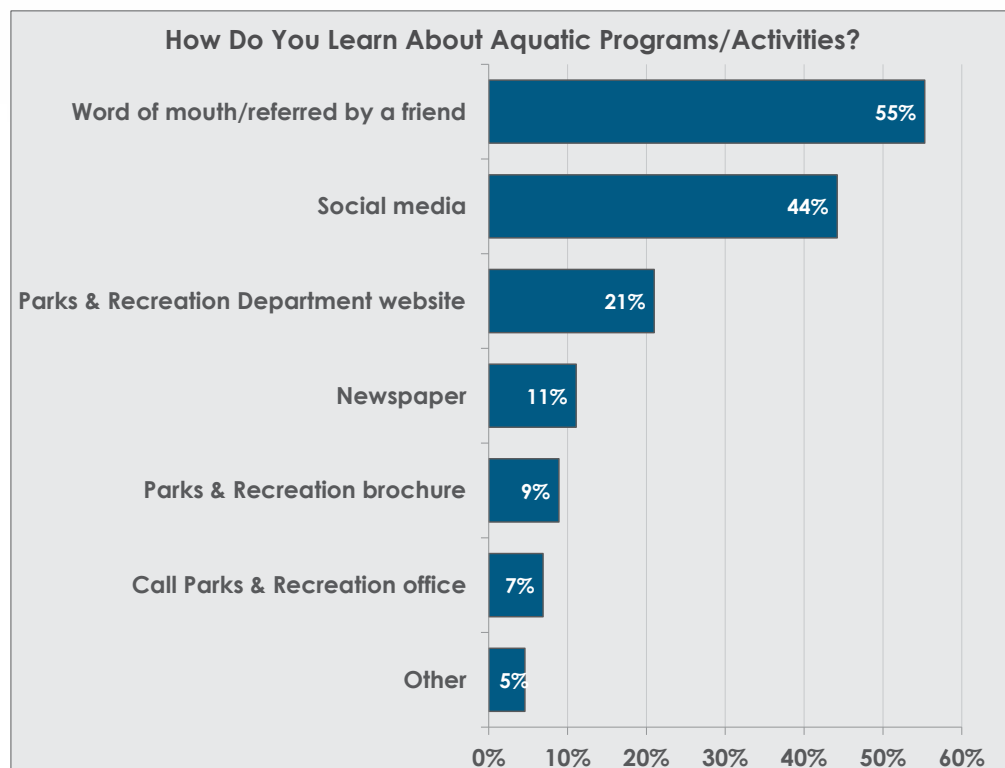 How Do You Learn About Aquatic Programs/Activities?
Word of mouth/referred by a friend
55%
Social media
44%
Parks & Recreation Department website
21%
Newspaper
11%
Parks & Recreation brochure
9%
Call Parks & Recreation office
7%
Other
5%
0% 10% 20% 30% 40% 50% 60%